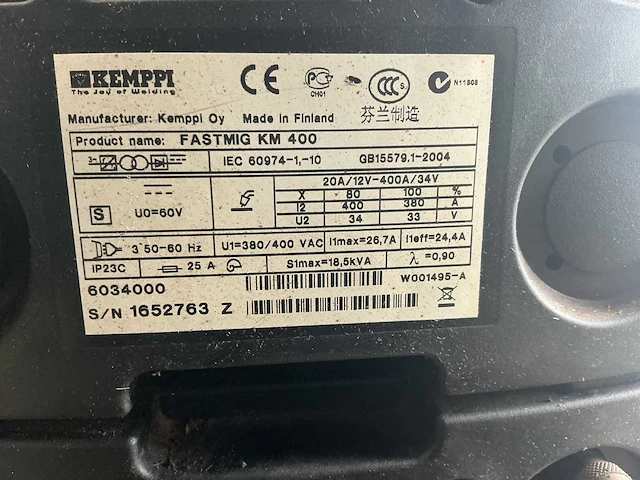 KEMPPI
The Joy of Welding
CE
CH01
CCC S
N11808
芬兰制造
Manufacturer: Kemppi Oy Made in Finland
Product name: FASTMIG KM 400
3~
IEC 60974-1,-10 GB15579.1-2004
20A/12V-400A/34V
X 80 100 %
S U0=60V I2 400 380 A
U2 34 33 V
3~50-60 Hz U1=380/400 VAC I1max=26,7A I1eff=24,4A
IP23C 25 A S1max=18,5kVA λ=0,90
6034000 W001495-A
S/N 1652763 Z